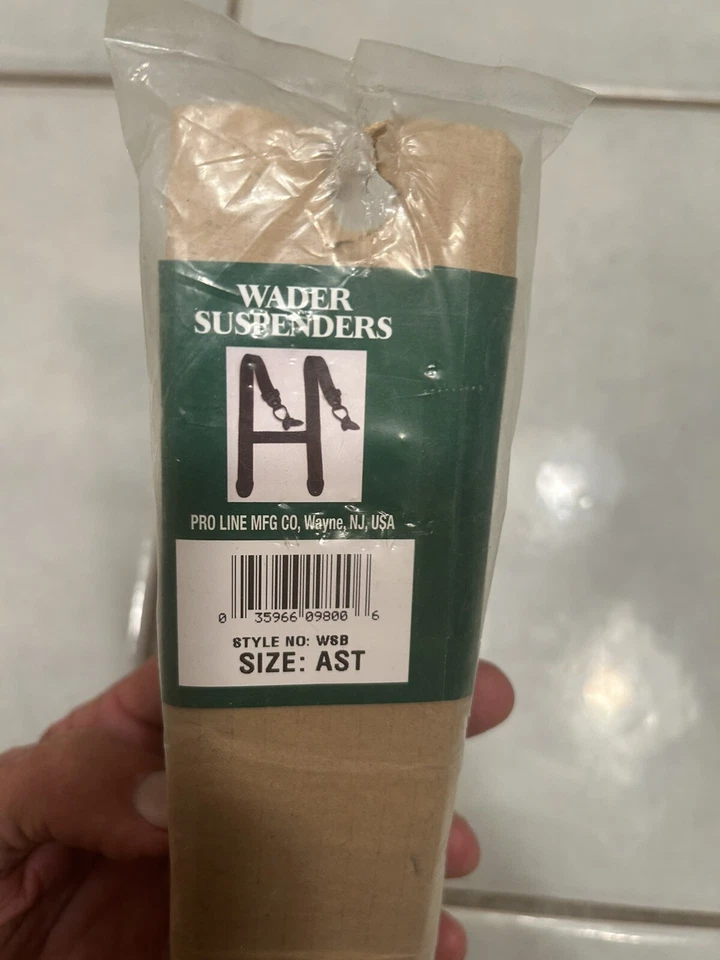 WADER
SUSPENDERS
PRO LINE MFG CO, Wayne, NJ, USA
0 35966 09800 6
STYLE NO: WSB
SIZE: AST